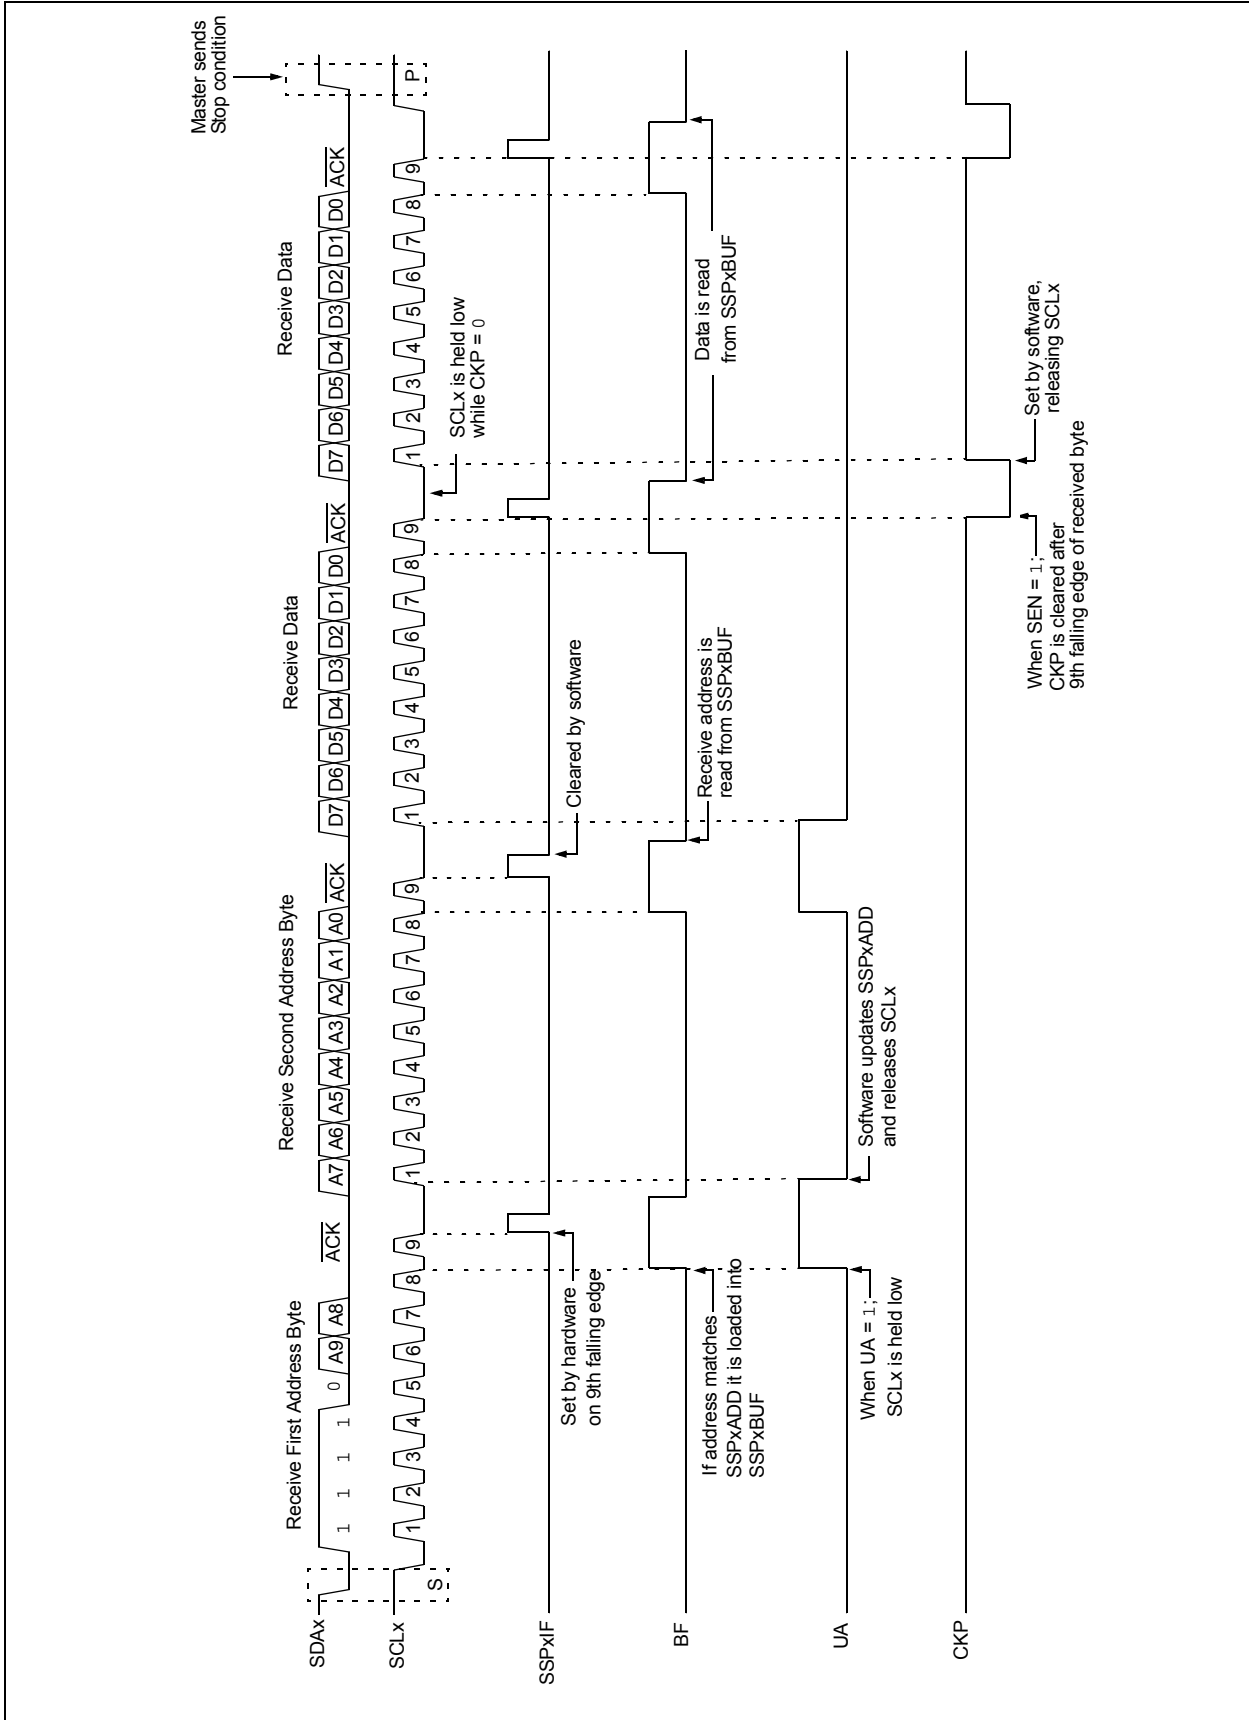 Master sends
Stop condition
Receive First Address Byte
Receive Second Address Byte
Receive Data
Receive Data
SDAx
1 1 1 1 0 A9 A8 ACK
A7 A6 A5 A4 A3 A2 A1 A0 ACK
D7 D6 D5 D4 D3 D2 D1 D0 ACK
D7 D6 D5 D4 D3 D2 D1 D0 ACK
SCLx
S
1 2 3 4 5 6 7 8 9
1 2 3 4 5 6 7 8 9
1 2 3 4 5 6 7 8 9
1 2 3 4 5 6 7 8 9
P
SCLx is held low
while CKP = 0
SSPxIF
Set by hardware
on 9th falling edge
Cleared by software
BF
If address matches
SSPxADD it is loaded into
SSPxBUF
Receive address is
read from SSPxBUF
Data is read
from SSPxBUF
UA
When UA = 1;
SCLx is held low
Software updates SSPxADD
and releases SCLx
CKP
When SEN = 1;
CKP is cleared after
9th falling edge of received byte
Set by software,
releasing SCLx